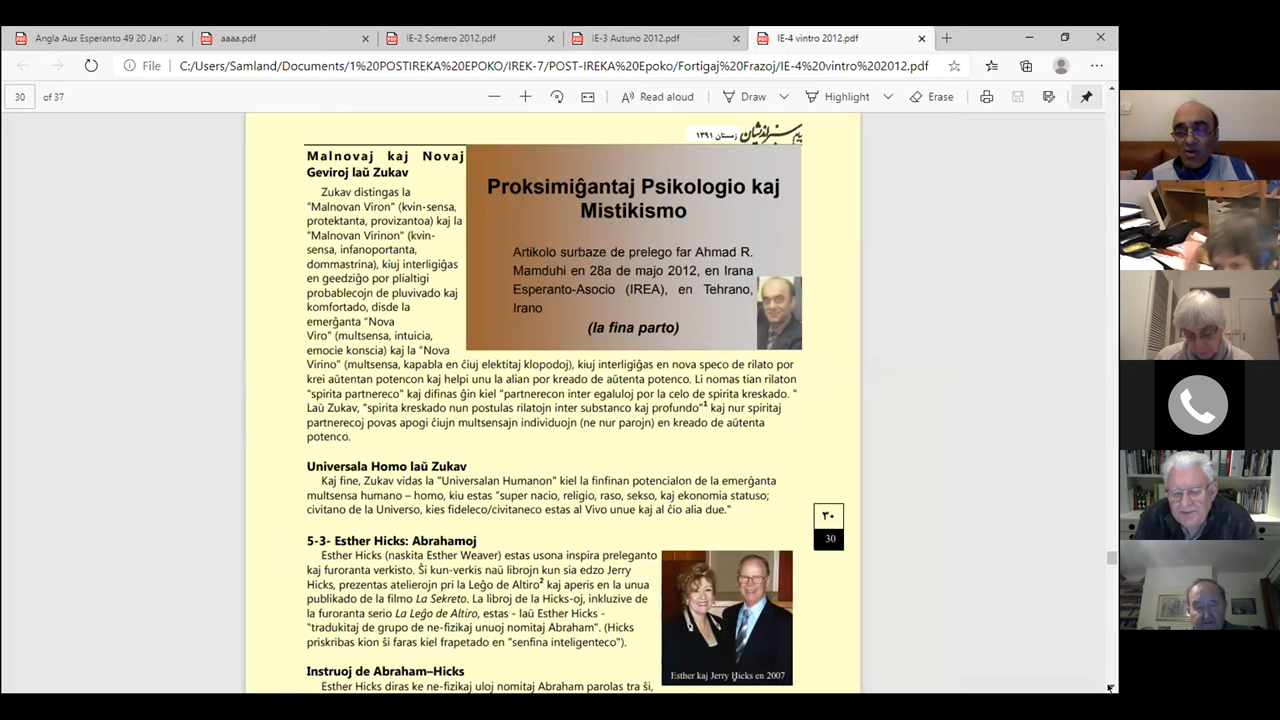 Angla Aux Esperanto 49 20 Jan 2
aaaa.pdf
IE-2 Somero 2012.pdf
IE-3 Autuno 2012.pdf
IE-4 vintro 2012.pdf
File
C:/Users/Samland/Documents/1%20POSTIREKA%20EPOKO/IREK-7/POST-IREKA%20Epoko/Fortigaj%20Frazoj/IE-4%20vintro%202012.pdf
30 of 37
Read aloud
Draw
Highlight
Erase
پیام سبزاندیشان زمستان ۱۳۹۱
Malnovaj kaj Novaj
Geviroj laŭ Zukav
Zukav distingas la
"Malnovan Viron" (kvin-sensa,
protektanta, provizantoa) kaj la
"Malnovan Virinon" (kvin-
sensa, infanoportanta,
dommastrina), kiuj interligiĝas
en geedziĝo por plialtigi
probablecojn de pluvivado kaj
komfortado, disde la
emerĝanta "Nova
Viro" (multsensa, intuicia,
emocie konscia) kaj la "Nova
Virino" (multsensa, kapabla en ĉiuj elektitaj klopodoj), kiuj interligiĝas en nova speco de rilato por
krei aŭtentan potencon kaj helpi unu la alian por kreado de aŭtenta potenco. Li nomas tian rilaton
"spirita partnereco" kaj difinas ĝin kiel "partnerecon inter egaluloj por la celo de spirita kreskado. "
Laŭ Zukav, "spirita kreskado nun postulas rilatojn inter substanco kaj profundo"1 kaj nur spiritaj
partnerecoj povas apogi ĉiujn multsensajn individuojn (ne nur parojn) en kreado de aŭtenta
potenco.
Proksimiĝantaj Psikologio kaj
Mistikismo
Artikolo surbaze de prelego far Ahmad R.
Mamduhi en 28a de majo 2012, en Irana
Esperanto-Asocio (IREA), en Tehrano,
Irano
(la fina parto)
Universala Homo laŭ Zukav
Kaj fine, Zukav vidas la "Universalan Humanon" kiel la finfinan potencialon de la emerĝanta
multsensa humano – homo, kiu estas "super nacio, religio, raso, sekso, kaj ekonomia statuso;
civitano de la Universo, kies fideleco/civitaneco estas al Vivo unue kaj al ĉio alia due."
۳۰
30
5-3- Esther Hicks: Abrahamoj
Esther Hicks (naskita Esther Weaver) estas usona inspira preleganto
kaj furoranta verkisto. Ŝi kun-verkis naŭ librojn kun sia edzo Jerry
Hicks, prezentas atelierojn pri la Leĝo de Altiro2 kaj aperis en la unua
publikado de la filmo La Sekreto. La libroj de la Hicks-oj, inkluzive de
la furoranta serio La Leĝo de Altiro, estas - laŭ Esther Hicks -
"tradukitaj de grupo de ne-fizikaj unuoj nomitaj Abraham". (Hicks
priskribas kion ŝi faras kiel frapetado en "senfina inteligenteco").
Esther kaj Jerry Hicks en 2007
Instruoj de Abraham–Hicks
Esther Hicks diras ke ne-fizikaj uloj nomitaj Abraham parolas tra ŝi,